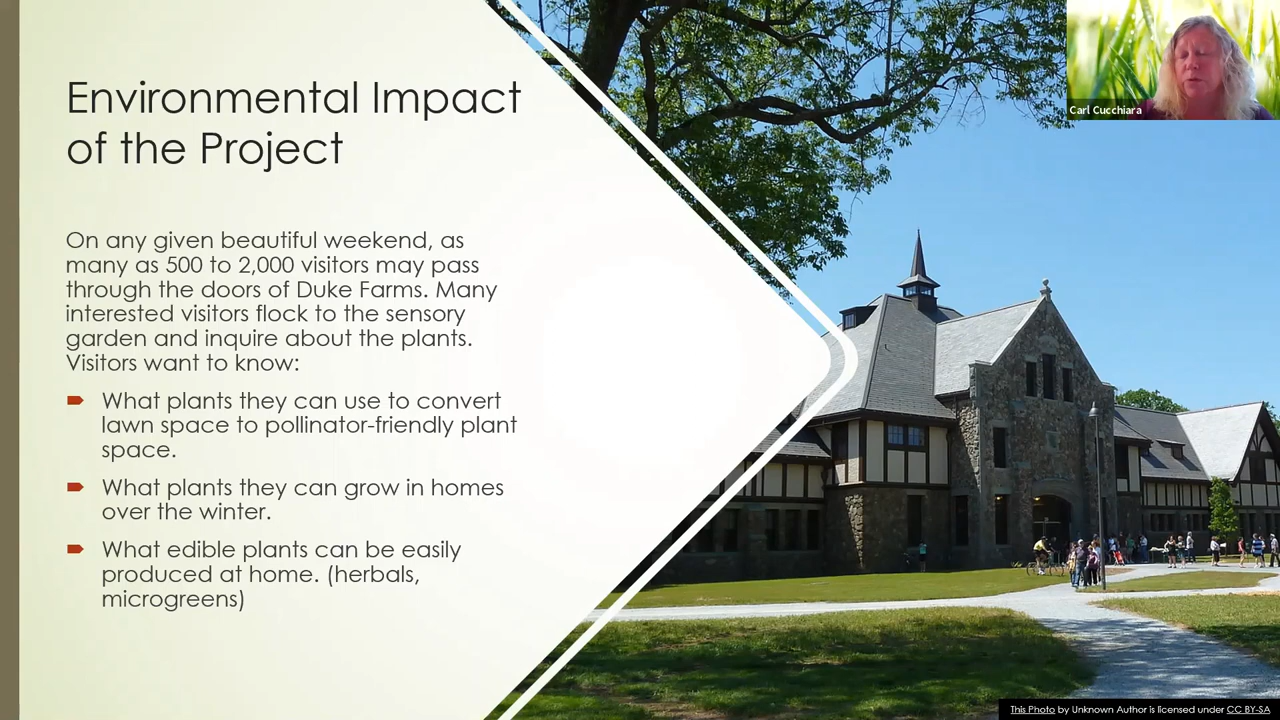 Environmental Impact
of the Project
On any given beautiful weekend, as
many as 500 to 2,000 visitors may pass
through the doors of Duke Farms. Many
interested visitors flock to the sensory
garden and inquire about the plants.
Visitors want to know:
What plants they can use to convert
lawn space to pollinator-friendly plant
space.
What plants they can grow in homes
over the winter.
What edible plants can be easily
produced at home. (herbals,
microgreens)
Carl Cucchiara
This Photo by Unknown Author is licensed under CC BY-SA